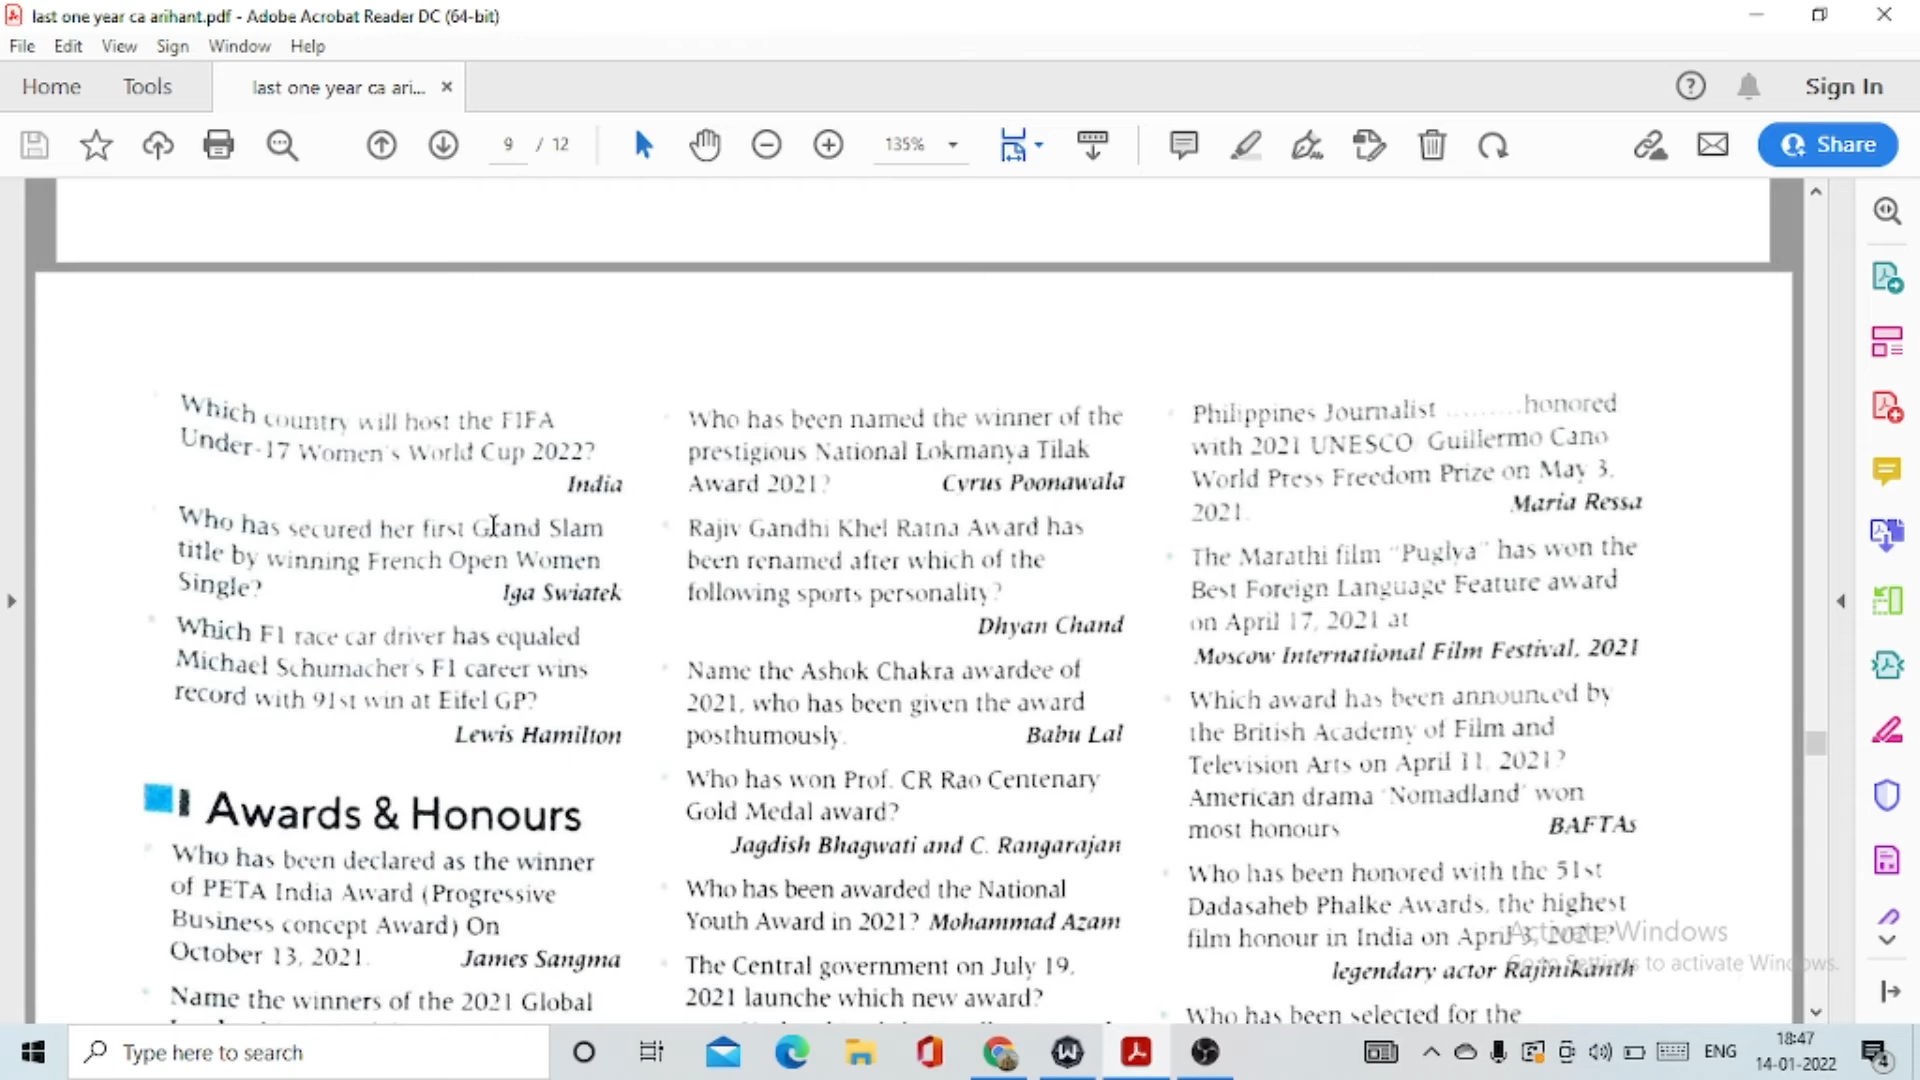 last one year ca arihant.pdf - Adobe Acrobat Reader DC (64-bit)
File Edit View Sign Window Help
Home Tools last one year ca ari... × Sign In
9 / 12 135% Share
Which country will host the FIFA
Under-17 Women's World Cup 2022?
India
Who has secured her first Grand Slam
title by winning French Open Women
Single? Iga Swiatek
Which F1 race car driver has equaled
Michael Schumacher's F1 career wins
record with 91st win at Eifel GP?
Lewis Hamilton
Awards & Honours
Who has been declared as the winner
of PETA India Award (Progressive
Business concept Award) On
October 13, 2021. James Sangma
Name the winners of the 2021 Global
Who has been named the winner of the
prestigious National Lokmanya Tilak
Award 2021? Cyrus Poonawala
Rajiv Gandhi Khel Ratna Award has
been renamed after which of the
following sports personality?
Dhyan Chand
Name the Ashok Chakra awardee of
2021, who has been given the award
posthumously. Babu Lal
Who has won Prof. CR Rao Centenary
Gold Medal award?
Jagdish Bhagwati and C. Rangarajan
Who has been awarded the National
Youth Award in 2021? Mohammad Azam
The Central government on July 19,
2021 launche which new award?
Philippines Journalist .........honored
with 2021 UNESCO/ Guillermo Cano
World Press Freedom Prize on May 3,
2021. Maria Ressa
The Marathi film "Puglya" has won the
Best Foreign Language Feature award
on April 17, 2021 at
Moscow International Film Festival, 2021
Which award has been announced by
the British Academy of Film and
Television Arts on April 11, 2021?
American drama 'Nomadland' won
most honours BAFTAs
Who has been honored with the 51st
Dadasaheb Phalke Awards, the highest
film honour in India on April 3, 2021?
legendary actor Rajinikanth
Who has been selected for the
Activate Windows
Go to Settings to activate Windows.
Type here to search
ENG
18:47
14-01-2022
4